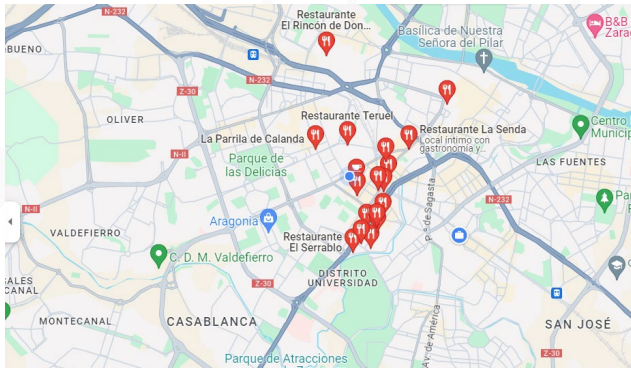 N-232
Restaurante
El Rincón de Don...
Basílica de Nuestra
Señora del Pilar
B&B
Zara
BUENO
N-232
Z-30
OLIVER
Restaurante Teruel
La Parrila de Calanda
Restaurante La Senda
Local íntimo con
gastronomía y...
Centro
Municip
N-II
Parque de
las Delicias
LAS FUENTES
N-II
Aragonia
P.º de Sagasta
N-232
Pa
VALDEFIERRO
Restaurante
El Serrablo
C. D. M. Valdefierro
Z-30
DISTRITO
UNIVERSIDAD
ALES
CANAL
MONTECANAL
CASABLANCA
SAN JOSÉ
Av. de América
Parque de Atracciones
Z-30